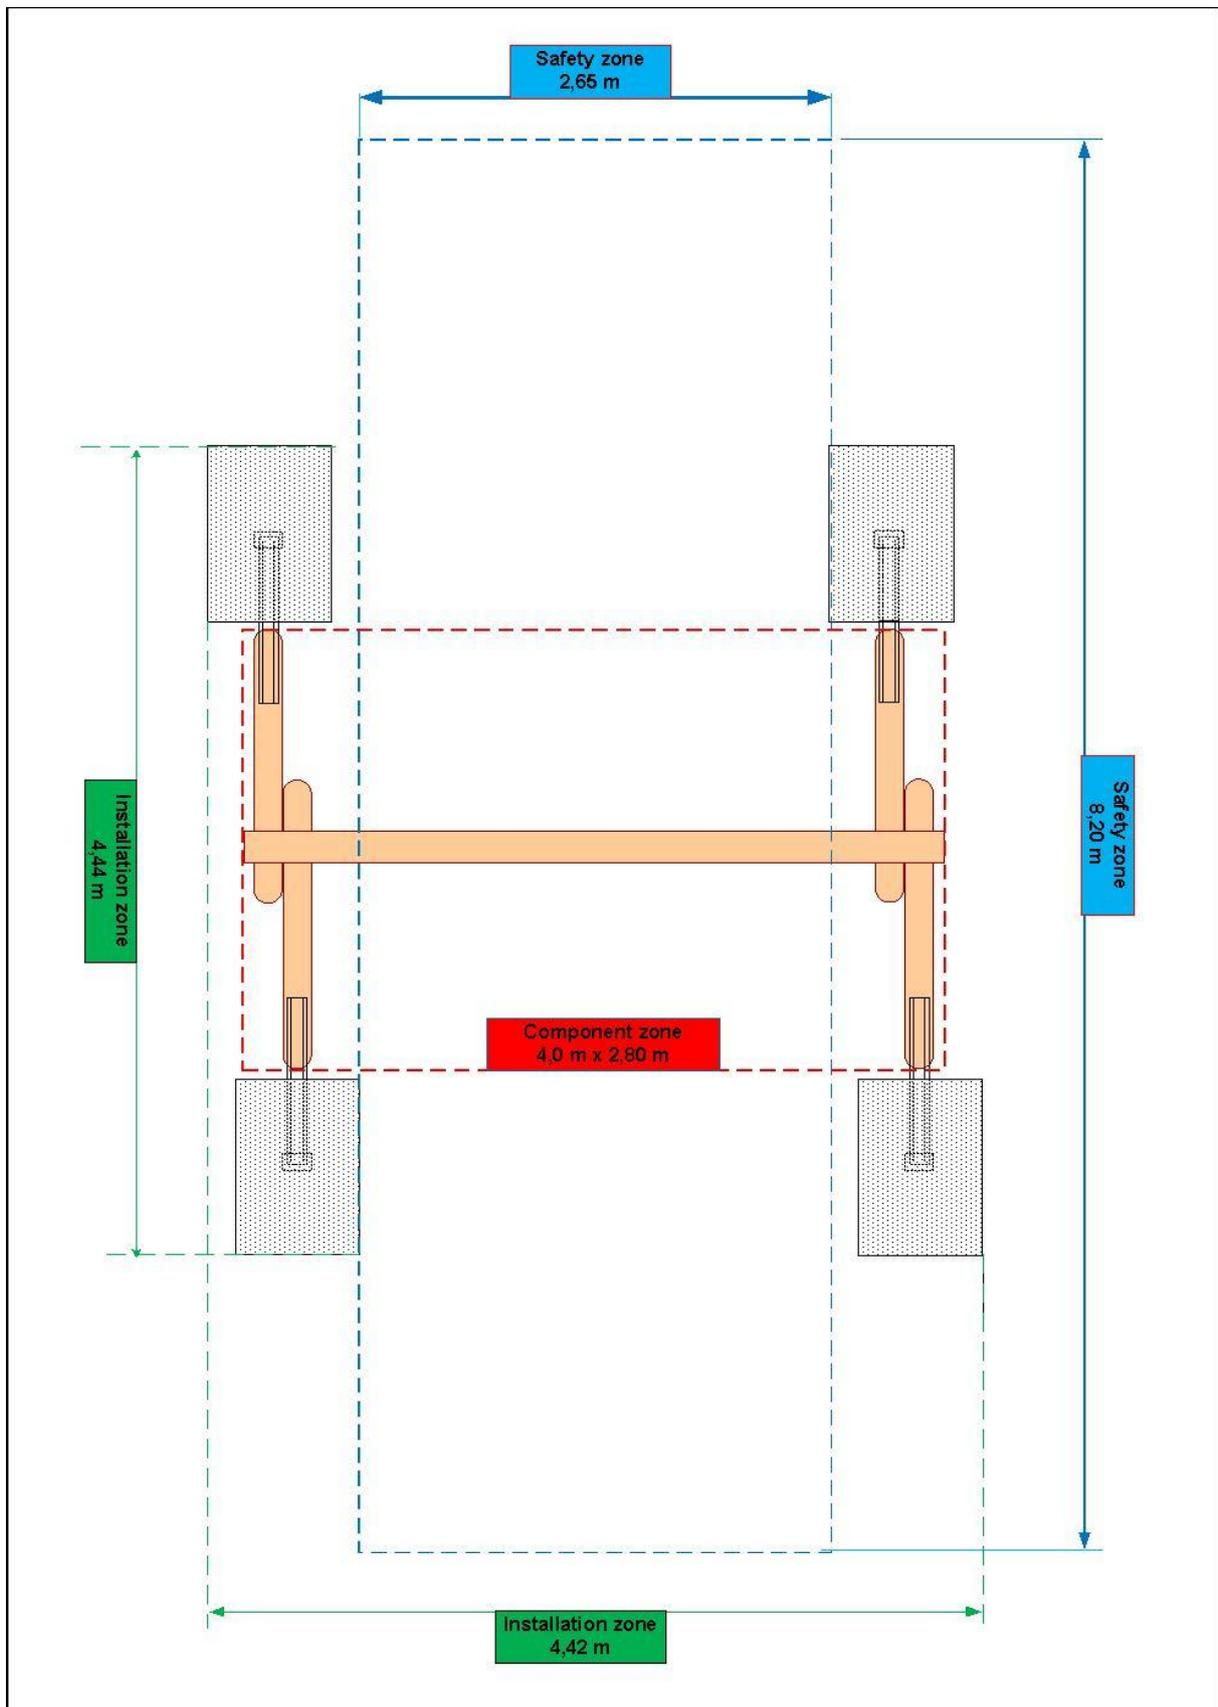 Safety zone
2,65 m
Safety zone
8,20 m
Installation zone
4,44 m
Component zone
4,0 m x 2,80 m
Installation zone
4,42 m